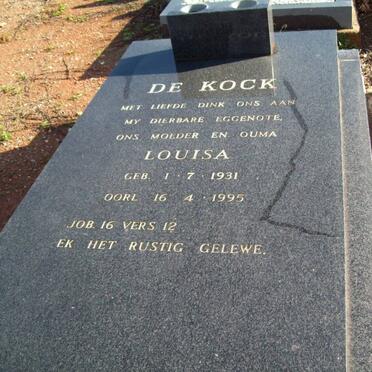 DE KOCK
MET LIEFDE DINK ONS AAN
MY DIERBARE EGGENOTE,
ONS MOEDER EN OUMA
LOUISA
GEB. 1 · 7 · 1931
OORL 16 · 4 · 1995
JOB. 16 VERS 12
EK HET RUSTIG GELEWE.